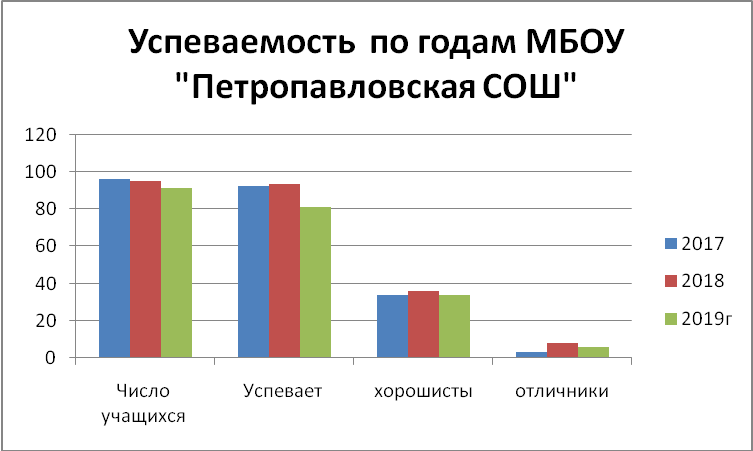 Успеваемость по годам МБОУ
"Петропавловская СОШ"
120
100
80
60
40
20
0
Число
учащихся
Успевает
хорошисты
отличники
2017
2018
2019г